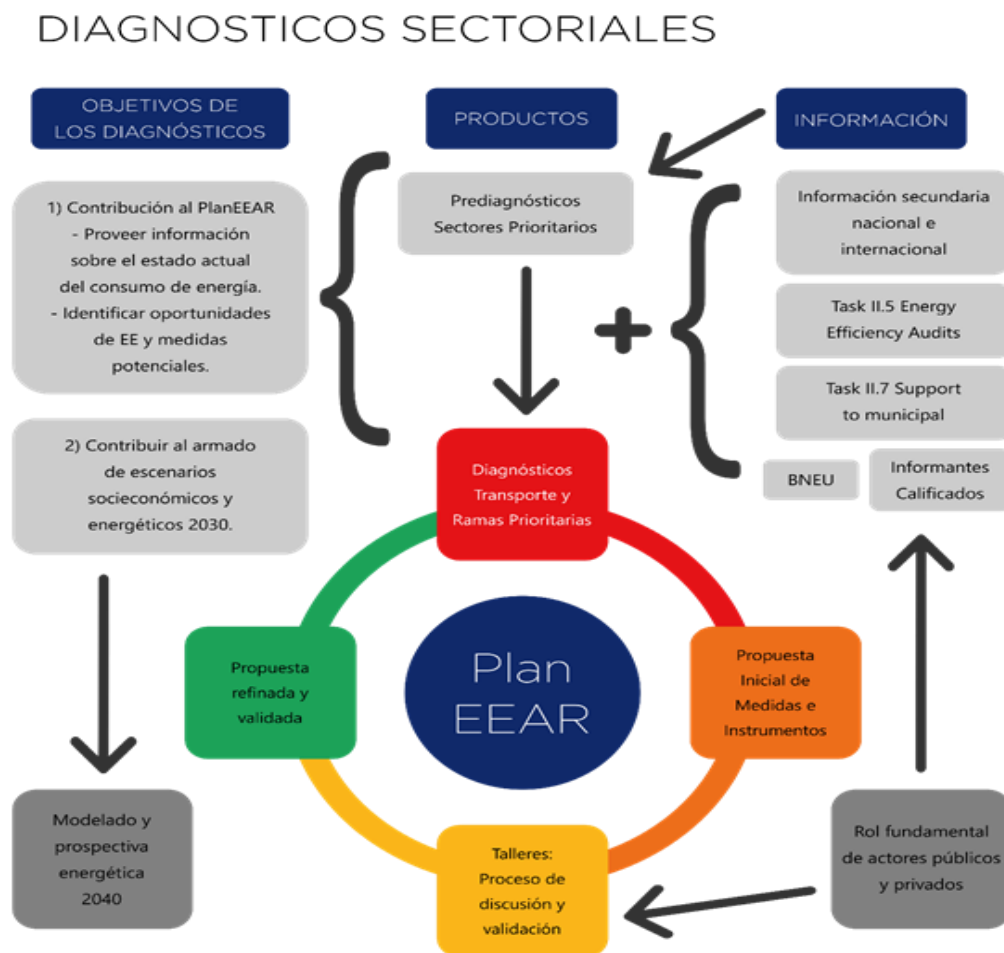 DIAGNOSTICOS SECTORIALES
OBJETIVOS DE
LOS DIAGNÓSTICOS
1) Contribución al PlanEEAR
- Proveer información
sobre el estado actual
del consumo de energía.
- Identificar oportunidades
de EE y medidas
potenciales.
2) Contribuir al armado
de escenarios
socieconómicos y
energéticos 2030.
Modelado y
prospectiva
energética
2040
PRODUCTOS
Prediagnósticos
Sectores Prioritarios
+
Diagnósticos
Transporte y
Ramas Prioritarias
Propuesta
refinada y
validada
Plan
EEAR
Propuesta
Inicial de
Medidas e
Instrumentos
Talleres:
Proceso de
discusión y
validación
INFORMACIÓN
Información secundaria
nacional e
internacional
Task II.5 Energy
Efficiency Audits
Task II.7 Support
to municipal
BNEU
Informantes
Calificados
Rol fundamental
de actores públicos
y privados